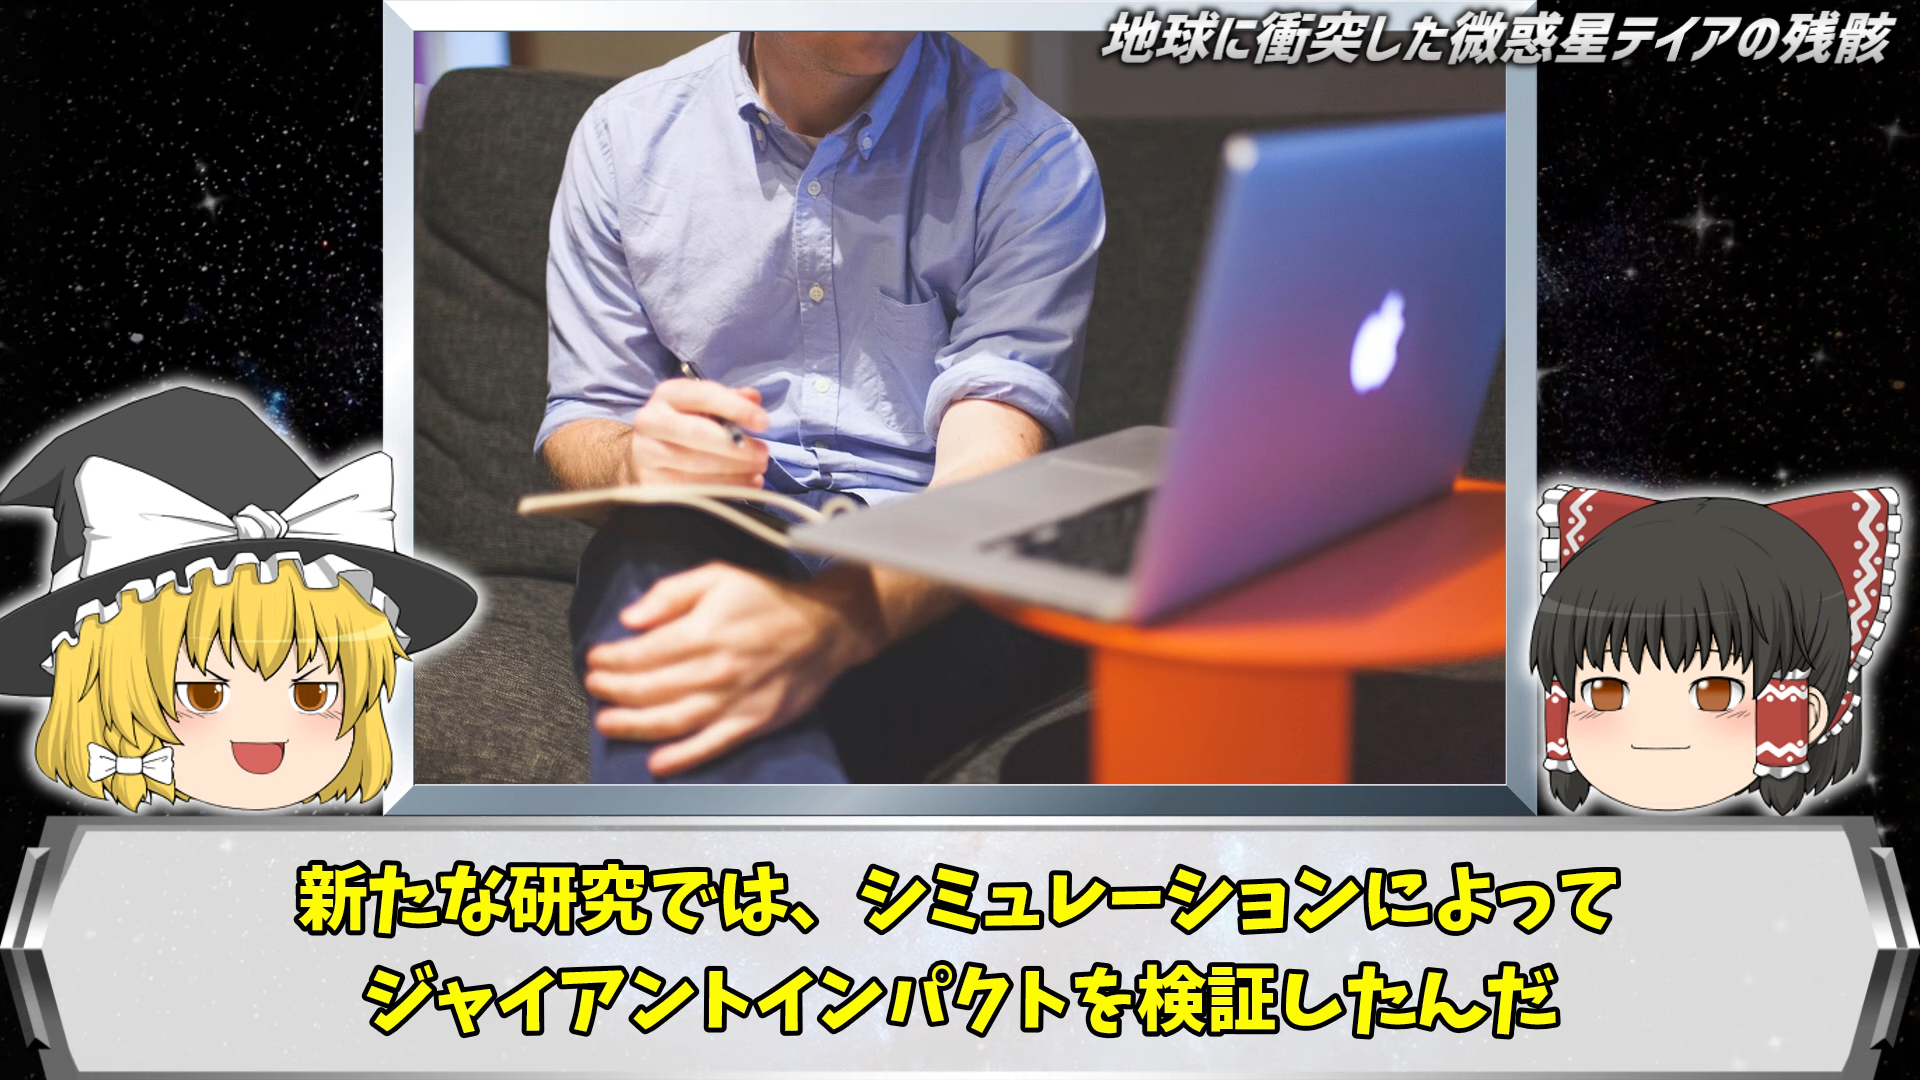 地球に衝突した微惑星テイアの残骸
新たな研究では、シミュレーションによって
ジャイアントインパクトを検証したんだ